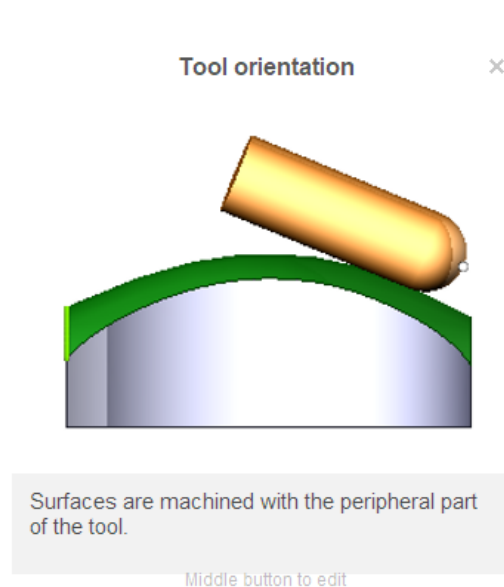 Tool orientation ×
Surfaces are machined with the peripheral part
of the tool.
Middle button to edit